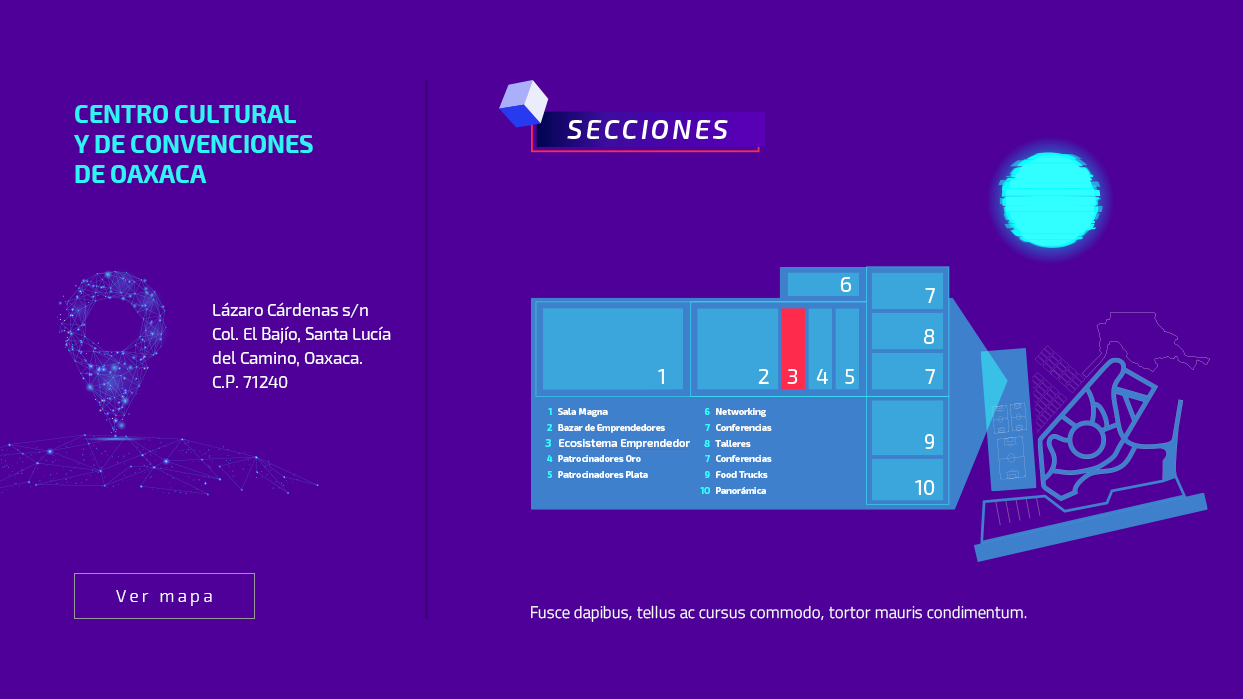 CENTRO CULTURAL
Y DE CONVENCIONES
DE OAXACA
Lázaro Cárdenas s/n
Col. El Bajío, Santa Lucía
del Camino, Oaxaca.
C.P. 71240
Ver mapa
SECCIONES
6
7
8
7
1
2
3
4
5
9
10
1 Sala Magna
2 Bazar de Emprendedores
3 Ecosistema Emprendedor
4 Patrocinadores Oro
5 Patrocinadores Plata
6 Networking
7 Conferencias
8 Talleres
7 Conferencias
9 Food Trucks
10 Panorámica
Fusce dapibus, tellus ac cursus commodo, tortor mauris condimentum.